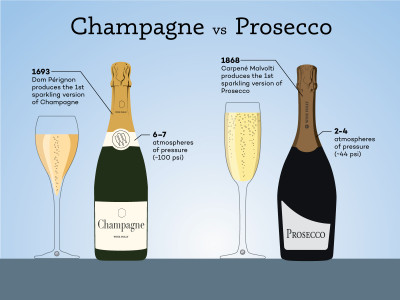 Champagne vs Prosecco
1693
Dom Pérignon
produces the 1st
sparkling version
of Champagne
6–7
atmospheres
of pressure
(~100 psi)
Champagne
1868
Carpené Malvolti
produces the 1st
sparkling version of
Prosecco
2-4
atmospheres
of pressure
(~44 psi)
PROSECCO